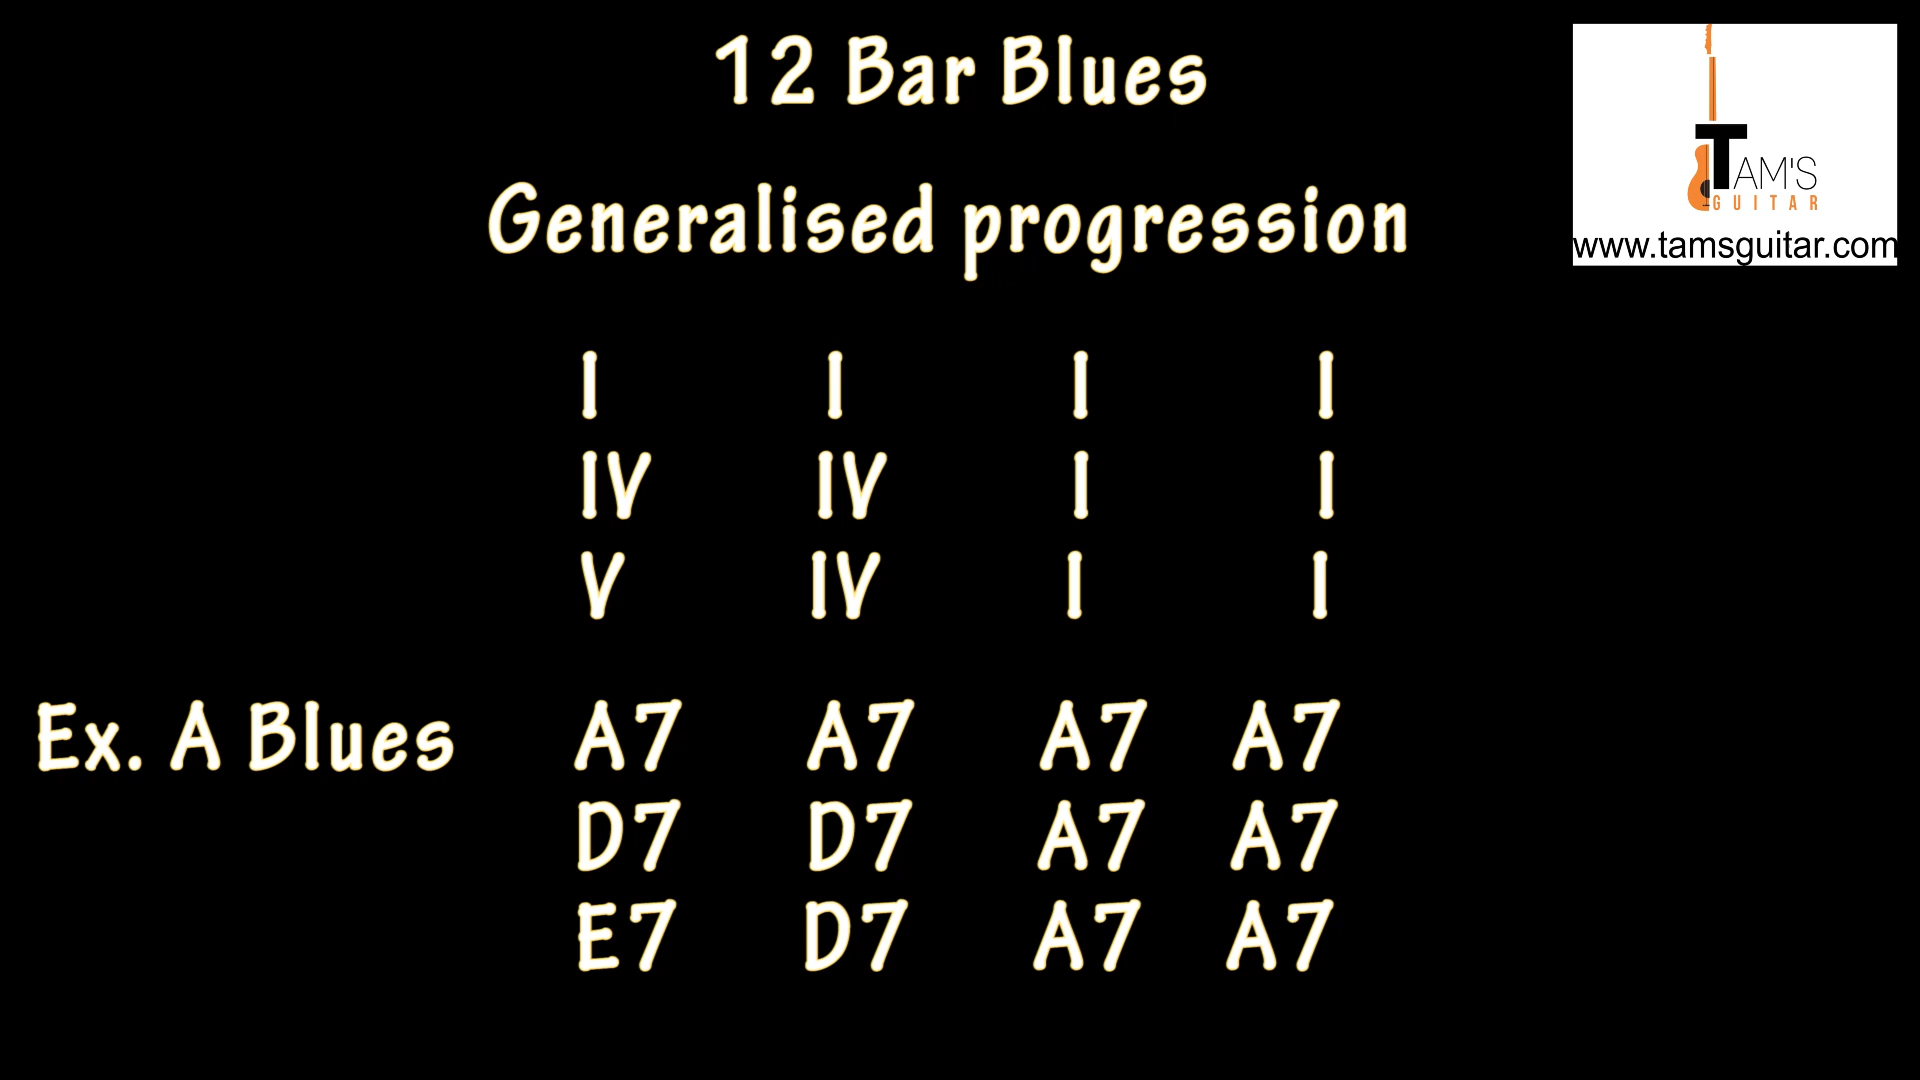 12 Bar Blues
Generalised progression
TAM'S
GUITAR
www.tamsguitar.com
I I I I
IV IV I I
V IV I I
Ex. A Blues A7 A7 A7 A7
D7 D7 A7 A7
E7 D7 A7 A7